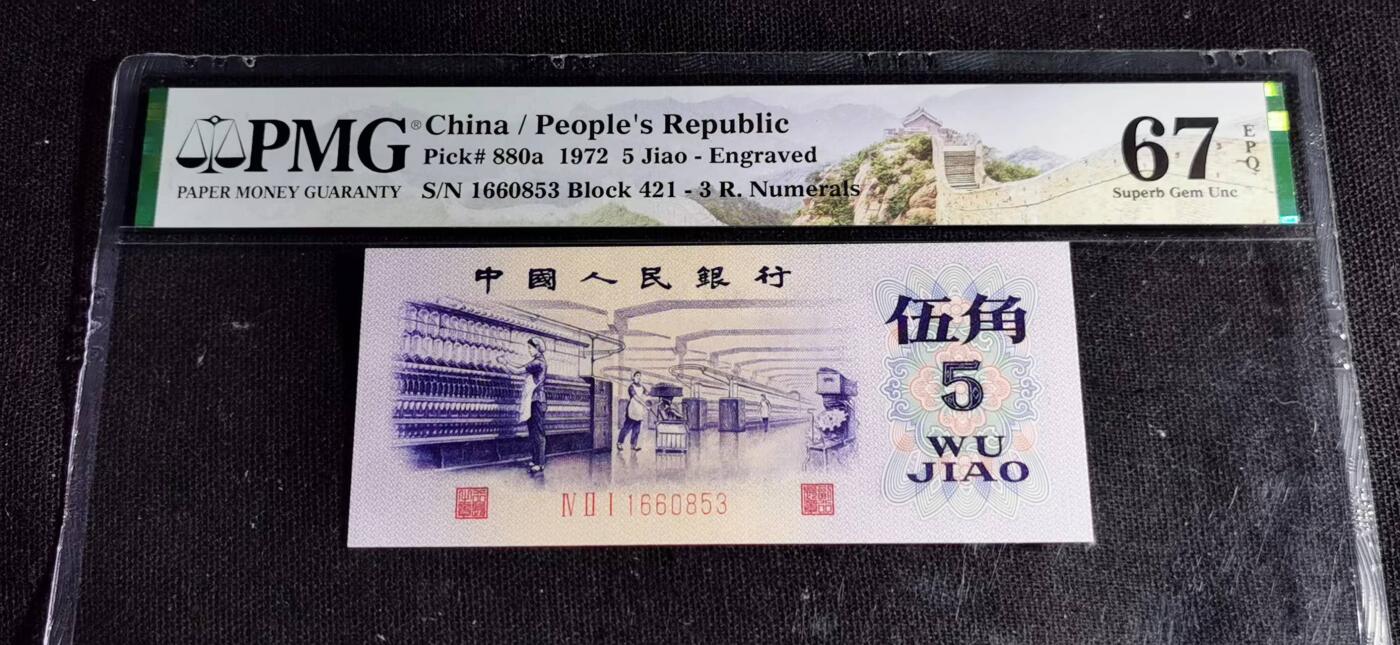 PMG® China / People's Republic
Pick# 880a 1972 5 Jiao - Engraved
PAPER MONEY GUARANTY S/N 1660853 Block 421 - 3 R. Numerals
67 EPQ
Superb Gem Unc
中國人民銀行
伍角
5
WU
JIAO
IV II I 1660853